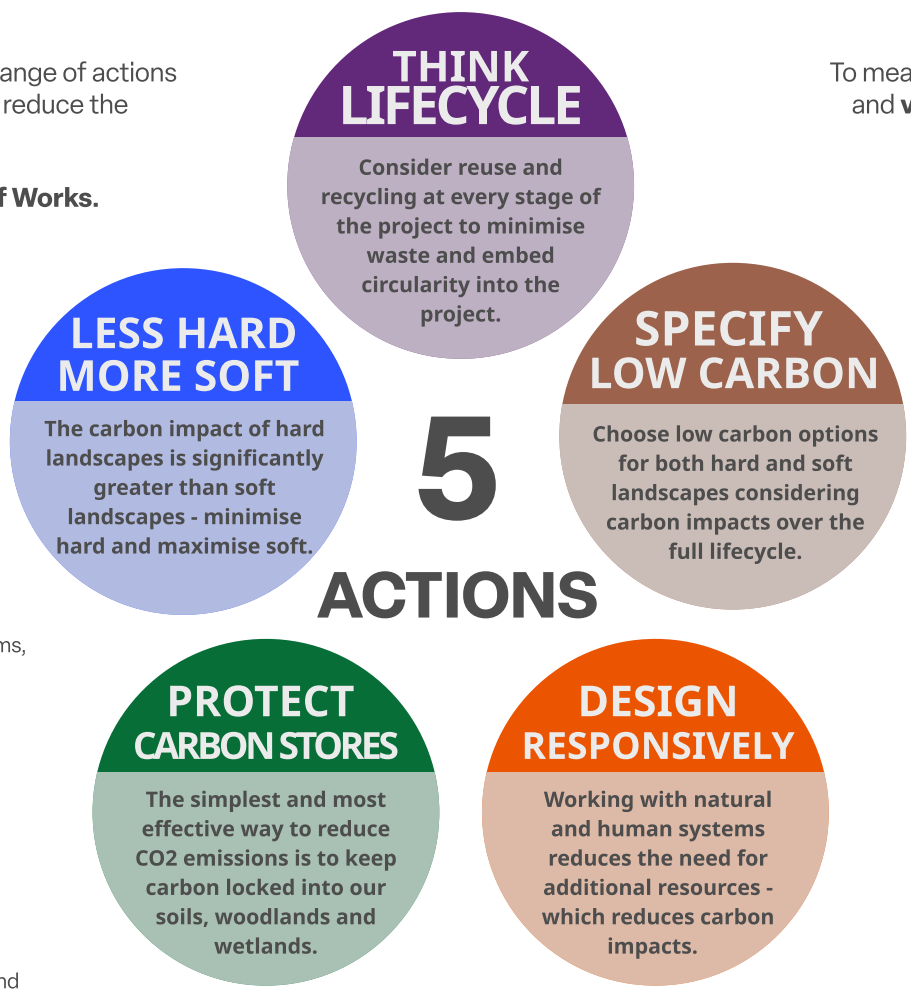 ange of actions
reduce the
f Works.
To mea
and v
THINK
LIFECYCLE
Consider reuse and
recycling at every stage of
the project to minimise
waste and embed
circularity into the
project.
LESS HARD
MORE SOFT
The carbon impact of hard
landscapes is significantly
greater than soft
landscapes - minimise
hard and maximise soft.
SPECIFY
LOW CARBON
Choose low carbon options
for both hard and soft
landscapes considering
carbon impacts over the
full lifecycle.
5
ACTIONS
ms,
PROTECT
CARBON STORES
The simplest and most
effective way to reduce
CO2 emissions is to keep
carbon locked into our
soils, woodlands and
wetlands.
DESIGN
RESPONSIVELY
Working with natural
and human systems
reduces the need for
additional resources -
which reduces carbon
impacts.
nd